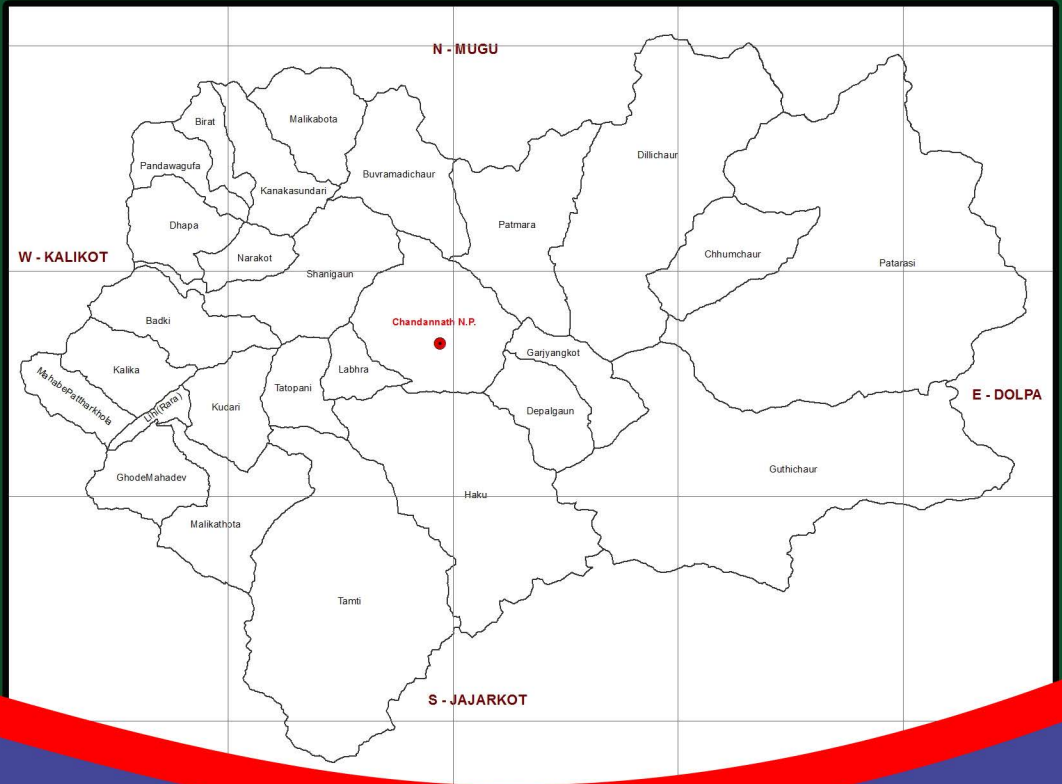 N - MUGU
Birat
Malikabota
Dillichaur
Pandawagufa
Buvramadichaur
Kanakasundari
Dhapa
Patmara
W - KALIKOT
Narakot
Chhumchaur
Patarasi
Shanigaun
Badki
Chandannath N.P.
Garjyangkot
Kalika
Labhra
MahabePattharkhola
Tatopani
E - DOLPA
Lihi(Rara)
Kudari
Depalgaun
GhodeMahadev
Guthichaur
Haku
Malikathota
Tamti
S - JAJARKOT